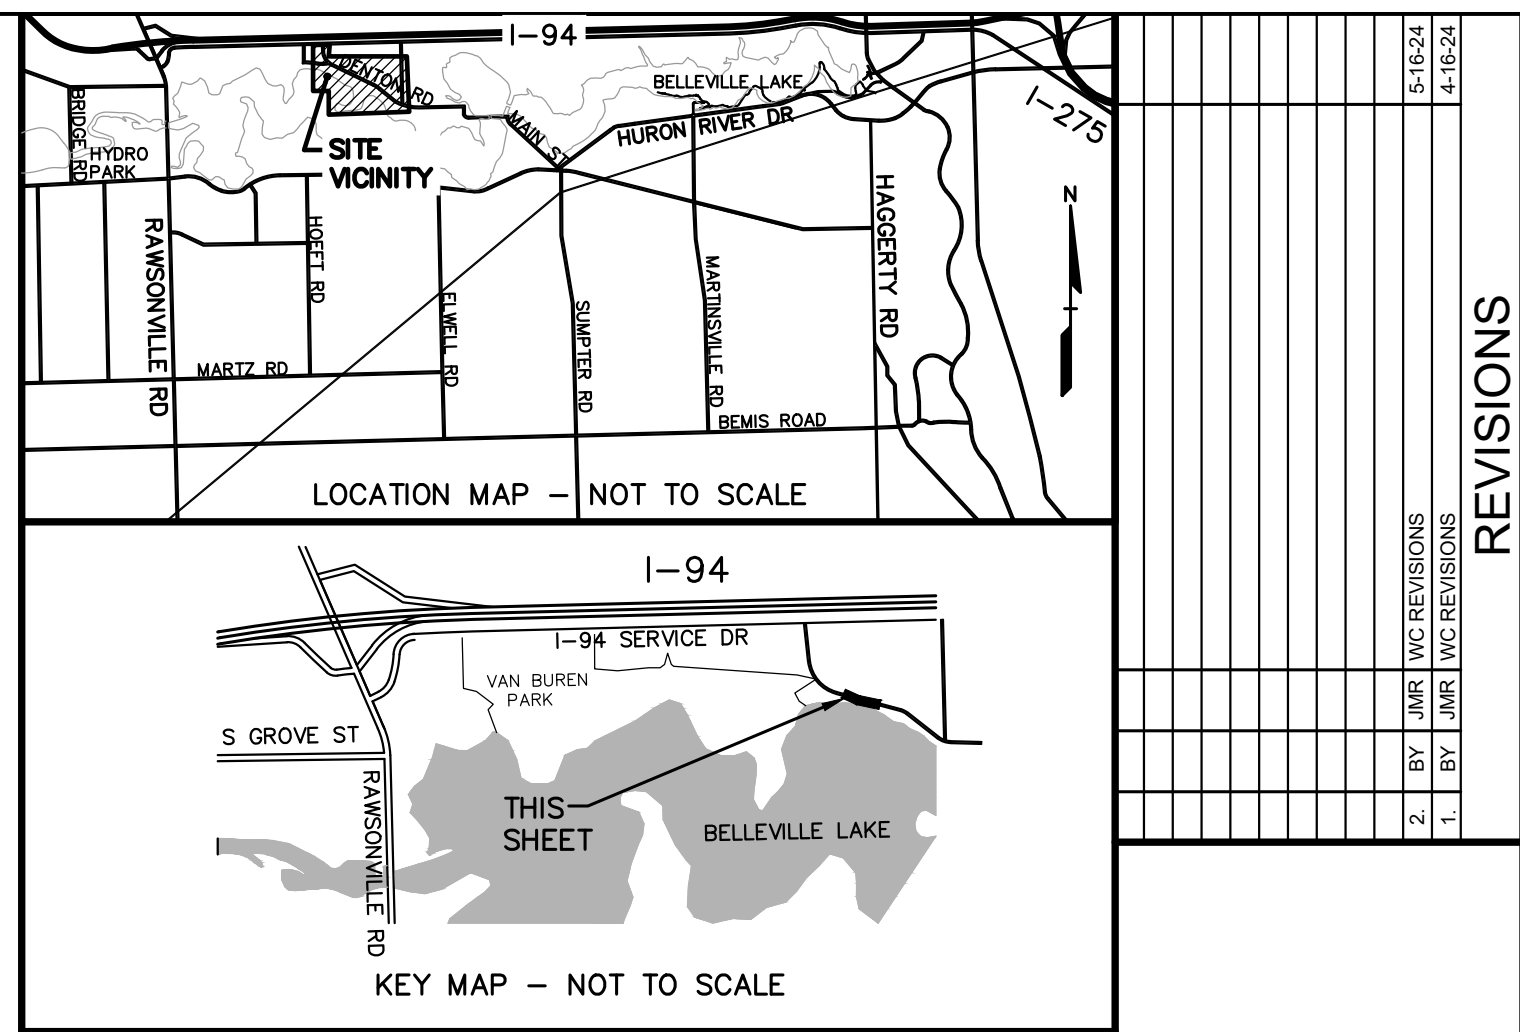 I-94
DENTON RD
BELLEVILLE LAKE
I-275
BRIDGE RD
HYDRO
PARK
SITE
VICINITY
MAIN ST
HURON RIVER DR
N
RAWSONVILLE RD
HOEFT RD
ELWELL RD
SUMPTER RD
MARTINSVILLE RD
HAGGERTY RD
MARTZ RD
BEMIS ROAD
LOCATION MAP – NOT TO SCALE
I-94
I-94 SERVICE DR
VAN BUREN
PARK
S GROVE ST
RAWSONVILLE RD
THIS
SHEET
BELLEVILLE LAKE
KEY MAP – NOT TO SCALE
2. BY JMR WC REVISIONS 5-16-24
1. BY JMR WC REVISIONS 4-16-24
REVISIONS